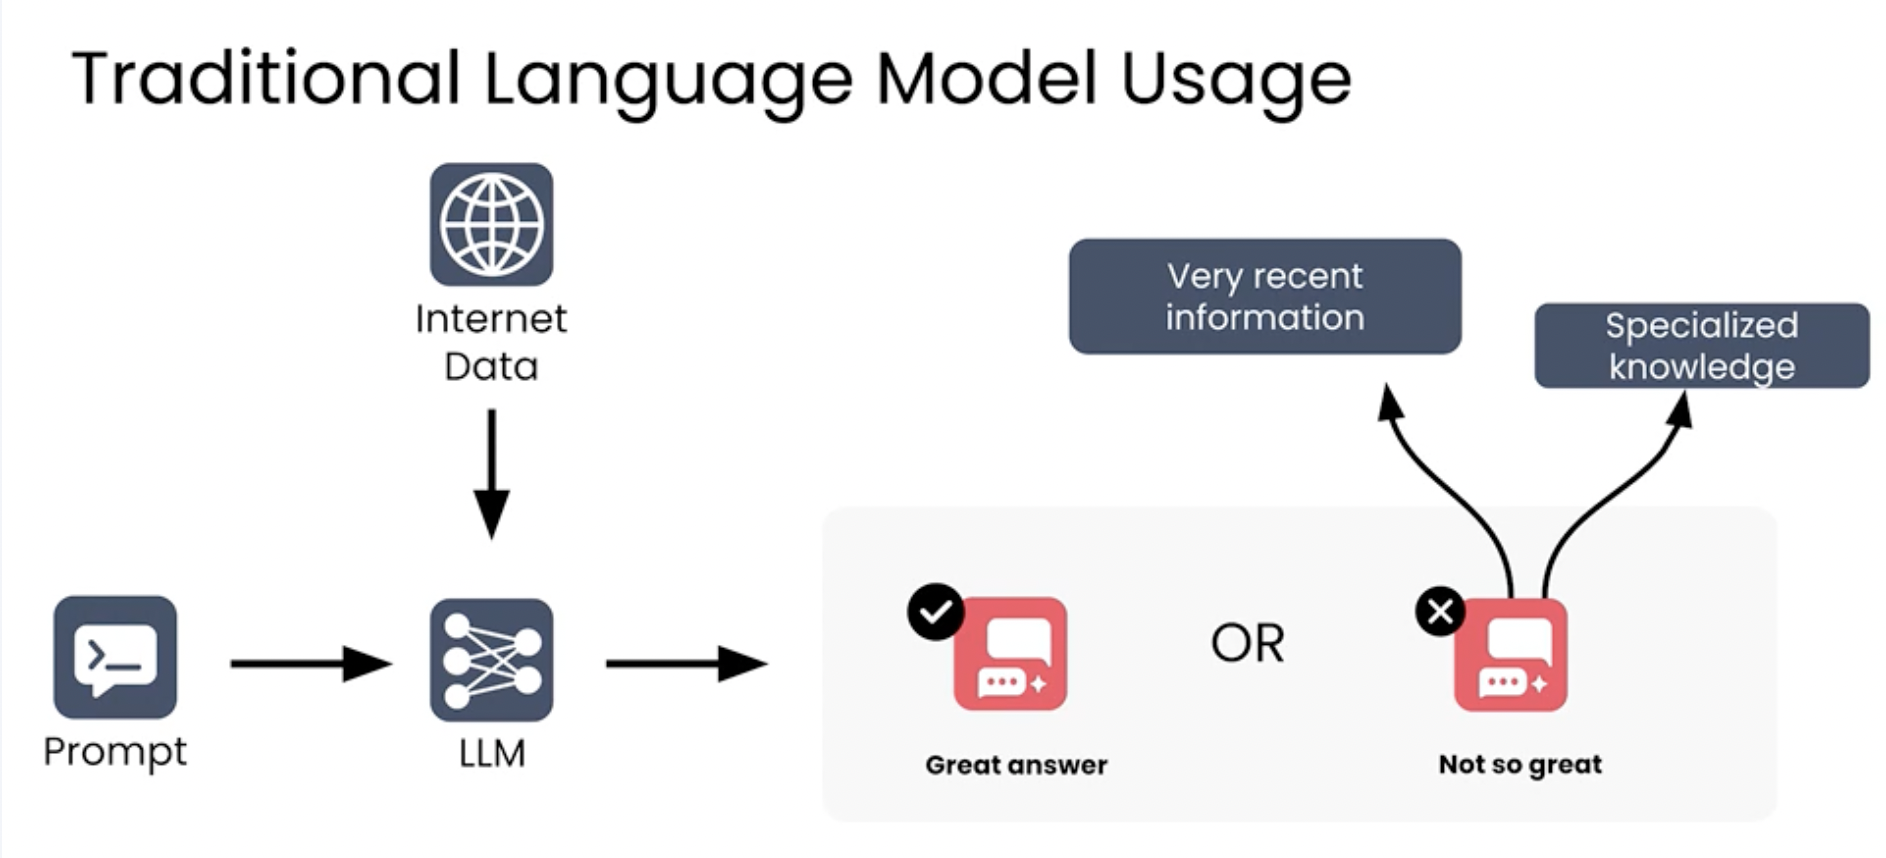 Traditional Language Model Usage
Internet
Data
Very recent
information
Specialized
knowledge
Prompt
LLM
Great answer
OR
Not so great